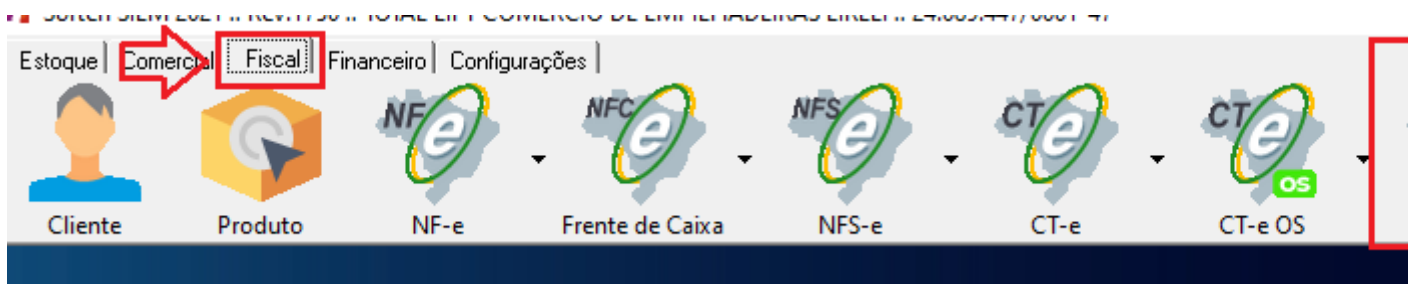 Estoque Comercial Fiscal Financeiro Configurações
NF e NFC e NFS e CT e CT e
os
Cliente Produto NF-e Frente de Caixa NFS-e CT-e CT-e OS